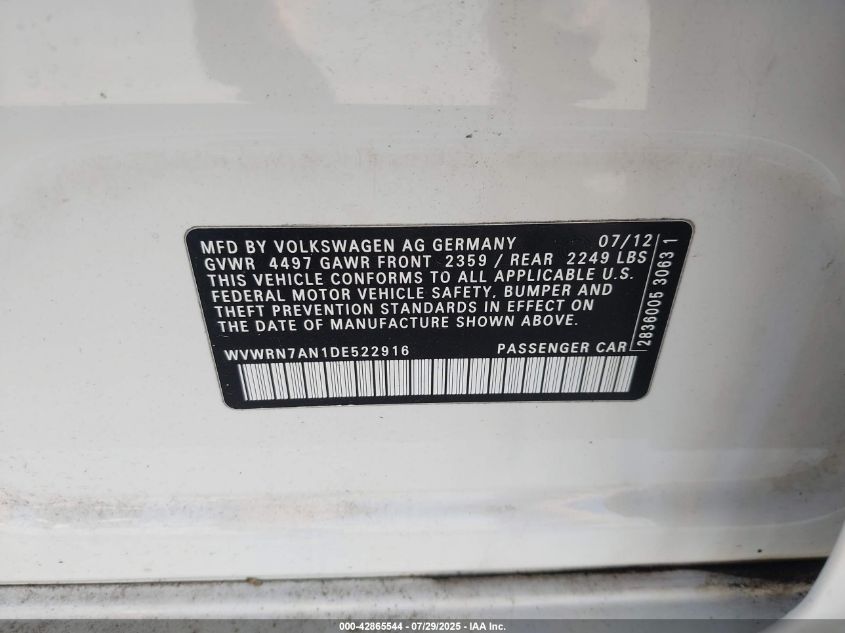 MFD BY VOLKSWAGEN AG GERMANY 07/12
GVWR 4497 GAWR FRONT 2359 / REAR 2249 LBS
THIS VEHICLE CONFORMS TO ALL APPLICABLE U.S.
FEDERAL MOTOR VEHICLE SAFETY, BUMPER AND
THEFT PREVENTION STANDARDS IN EFFECT ON
THE DATE OF MANUFACTURE SHOWN ABOVE.
WVWRN7AN1DE522916 PASSENGER CAR
2836006 3063 1
000-42865544 / 07/29/2025 - IAA Inc.